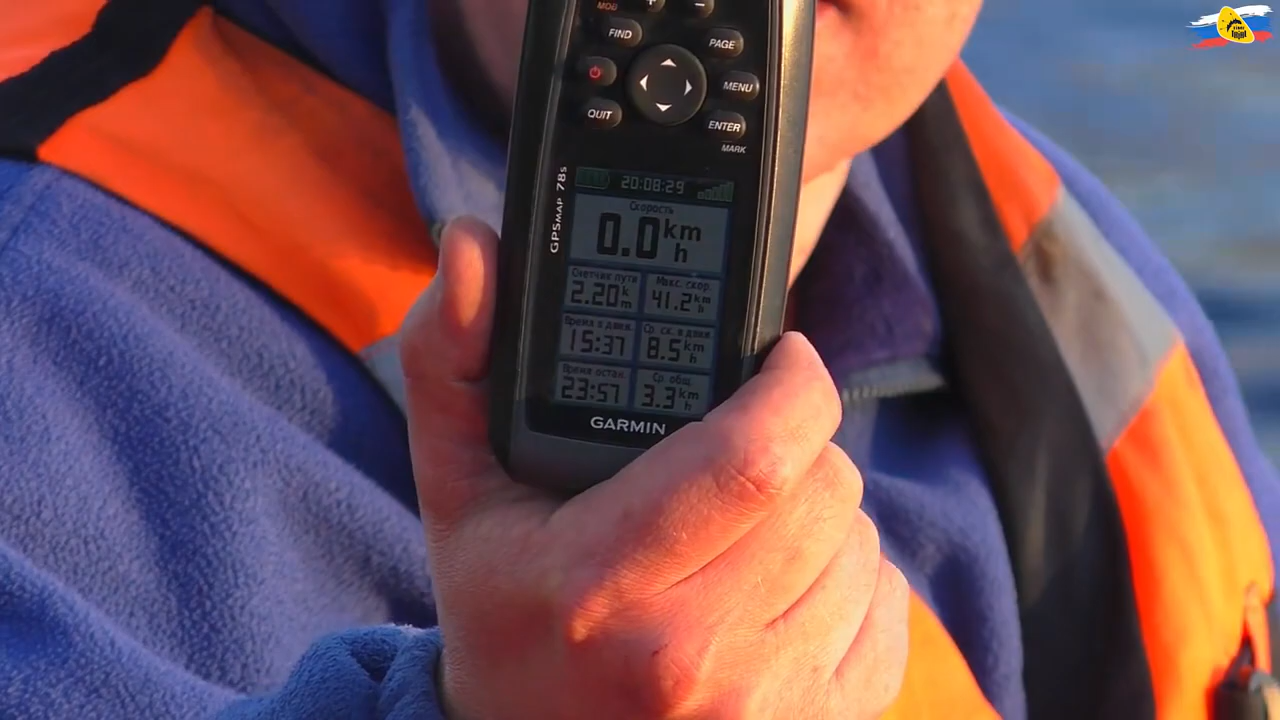 MOB
+
−
FIND
PAGE
MENU
QUIT
ENTER
MARK
GPSMAP 78s
20:08:29
Скорость
0.0 km/h
Счетчик пути
2.20 km
Макс. скор.
41.2 km/h
Время в движ.
15:37
Ср. ск. в движ.
8.5 km/h
Время остан.
23:57
Ср. общ.
3.3 km/h
GARMIN